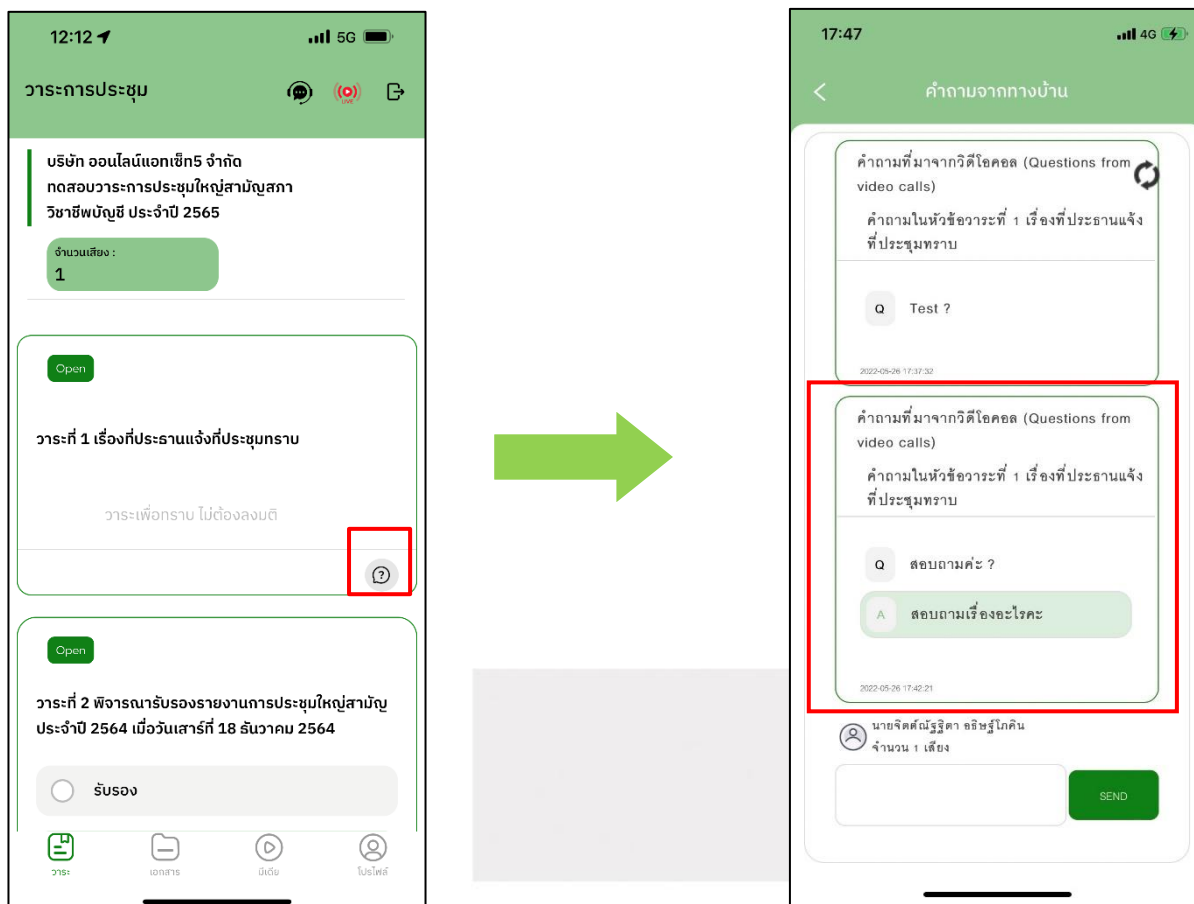 12:12
5G
วาระการประชุม
LIVE
บริษัท ออนไลน์แอทเซ็ท5 จำกัด
ทดสอบวาระการประชุมใหญ่สามัญสภา
วิชาชีพบัญชี ประจำปี 2565
จำนวนเสียง :
1
Open
วาระที่ 1 เรื่องที่ประธานแจ้งที่ประชุมทราบ
วาระเพื่อทราบ ไม่ต้องลงมติ
Open
วาระที่ 2 พิจารณารับรองรายงานการประชุมใหญ่สามัญ
ประจำปี 2564 เมื่อวันเสาร์ที่ 18 ธันวาคม 2564
รับรอง
วาระ
เอกสาร
มีเดีย
โปรไฟล์
17:47
4G
คำถามจากทางบ้าน
คำถามที่มาจากวิดีโอคอล (Questions from
video calls)
คำถามในหัวข้อวาระที่ 1 เรื่องที่ประธานแจ้ง
ที่ประชุมทราบ
Q Test ?
2022-05-26 17:37:32
คำถามที่มาจากวิดีโอคอล (Questions from
video calls)
คำถามในหัวข้อวาระที่ 1 เรื่องที่ประธานแจ้ง
ที่ประชุมทราบ
Q สอบถามค่ะ ?
A สอบถามเรื่องอะไรคะ
2022-05-26 17:42:21
นายจิตต์ณัฐฐิตา อธิษฐ์โภคิน
จำนวน 1 เสียง
SEND